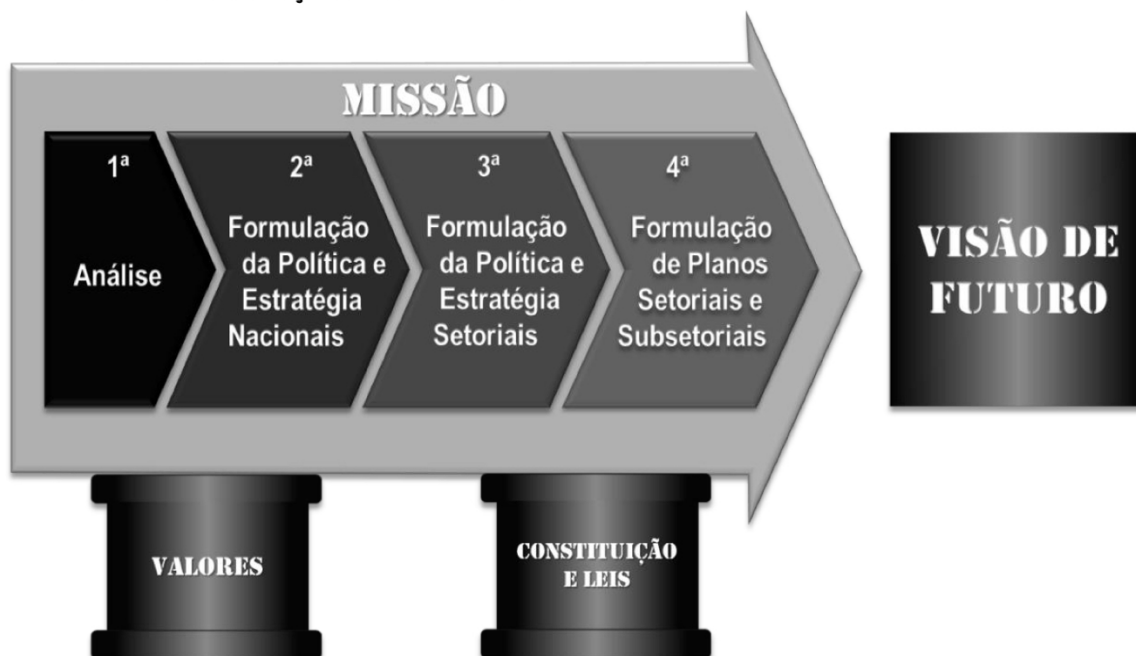 MISSÃO
1ª
Análise
2ª
Formulação
da Política e
Estratégia
Nacionais
3ª
Formulação
da Política e
Estratégia
Setoriais
4ª
Formulação
de Planos
Setoriais e
Subsetoriais
VISÃO DE
FUTURO
VALORES
CONSTITUIÇÃO
E LEIS